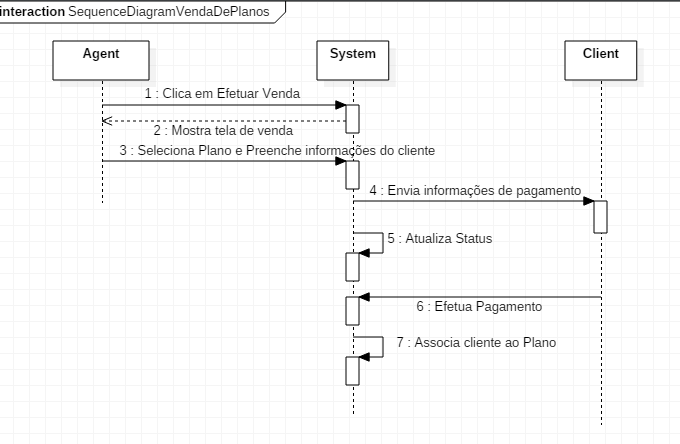 interaction SequenceDiagramVendaDePlanos
Agent
System
Client
1 : Clica em Efetuar Venda
2 : Mostra tela de venda
3 : Seleciona Plano e Preenche informações do cliente
4 : Envia informações de pagamento
5 : Atualiza Status
6 : Efetua Pagamento
7 : Associa cliente ao Plano